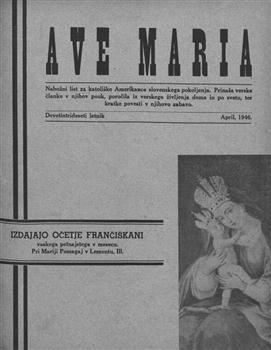 AVE MARIA
Nabožni list za katoliške Amerikance slovenskega pokoljenja. Prinaša verske
članke v njihov pouk, poročila iz verskega življenja doma in po svetu, ter
kratke povesti v njihovo zabavo.
Devetintrideseti letnik April, 1946.
IZDAJAJO OČETJE FRANČIŠKANI
vsakega petnajstega v mesecu.
Pri Mariji Pomagaj v Lemontu, Ill.